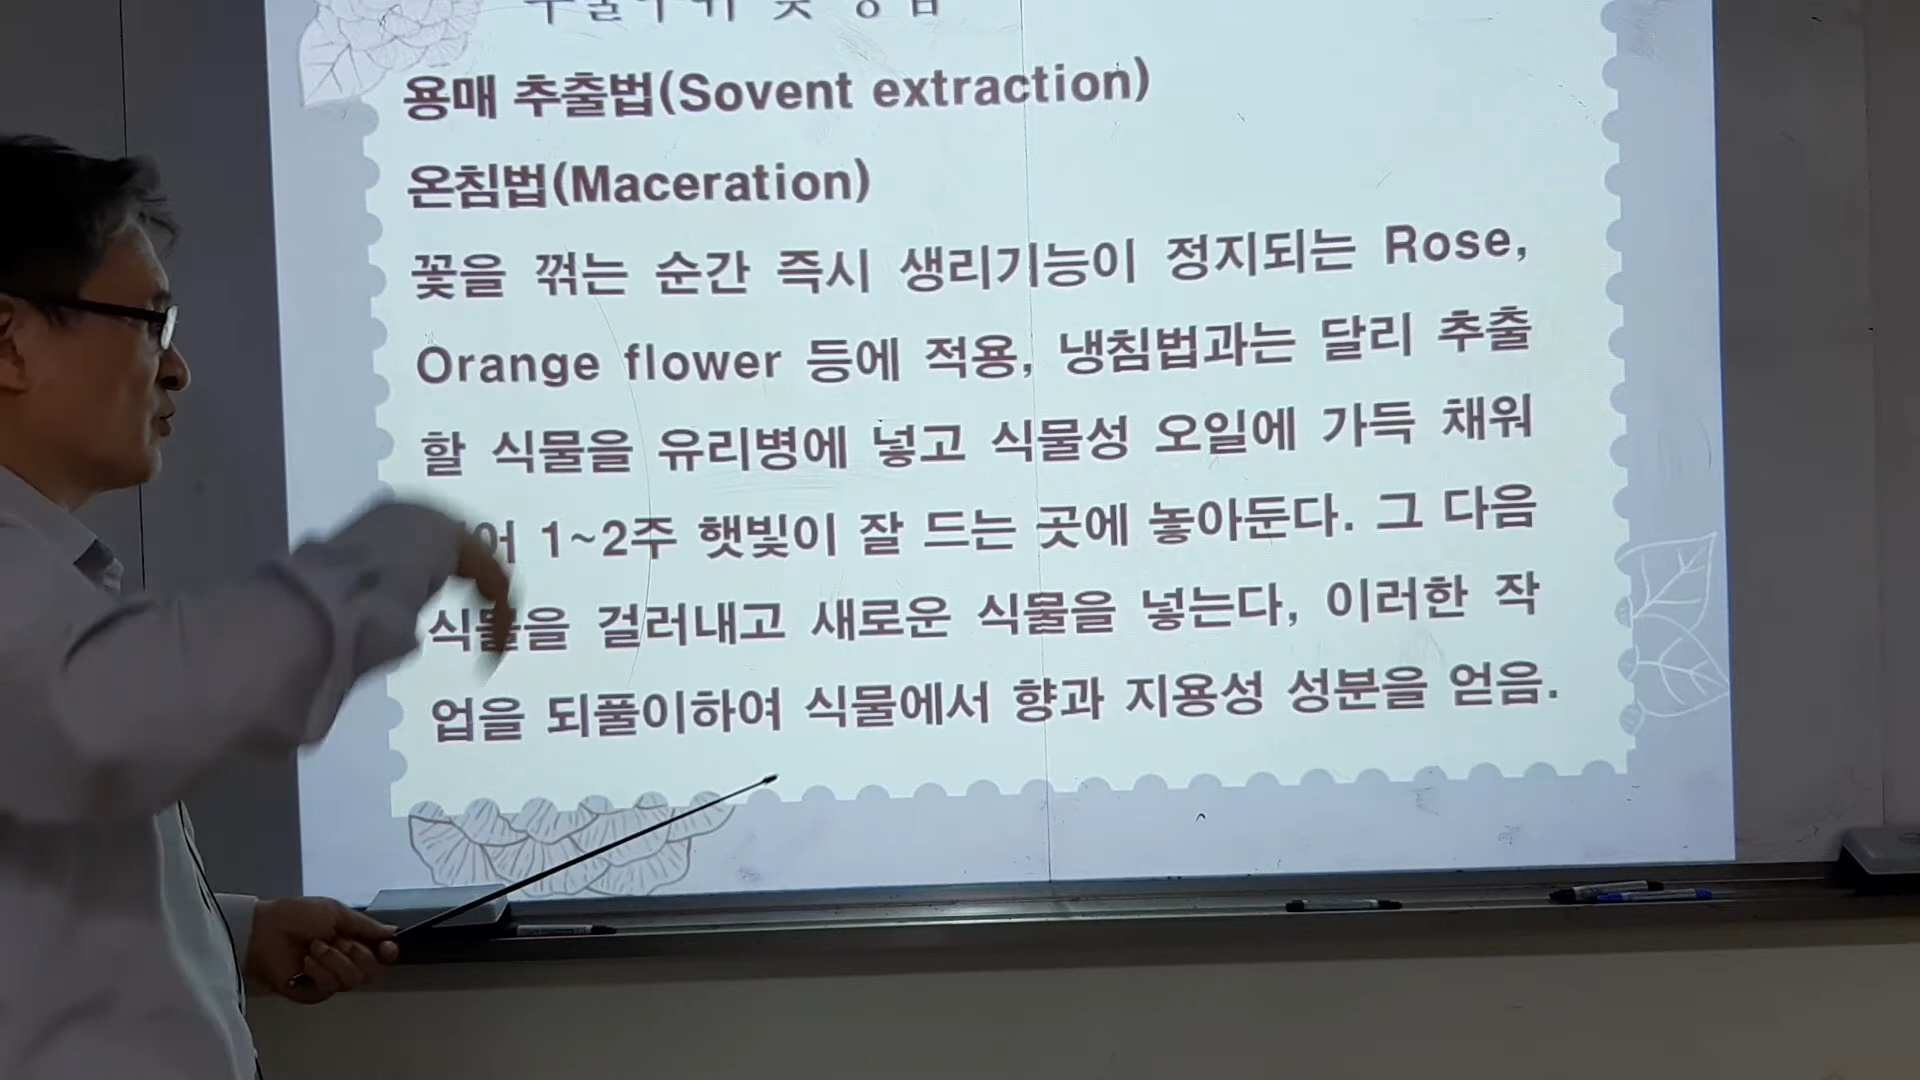 용매 추출법(Sovent extraction)
온침법(Maceration)
꽃을 꺾는 순간 즉시 생리기능이 정지되는 Rose,
Orange flower 등에 적용, 냉침법과는 달리 추출
할 식물을 유리병에 넣고 식물성 오일에 가득 채워
1~2주 햇빛이 잘 드는 곳에 놓아둔다. 그 다음
식물을 걸러내고 새로운 식물을 넣는다, 이러한 작
업을 되풀이하여 식물에서 향과 지용성 성분을 얻음.